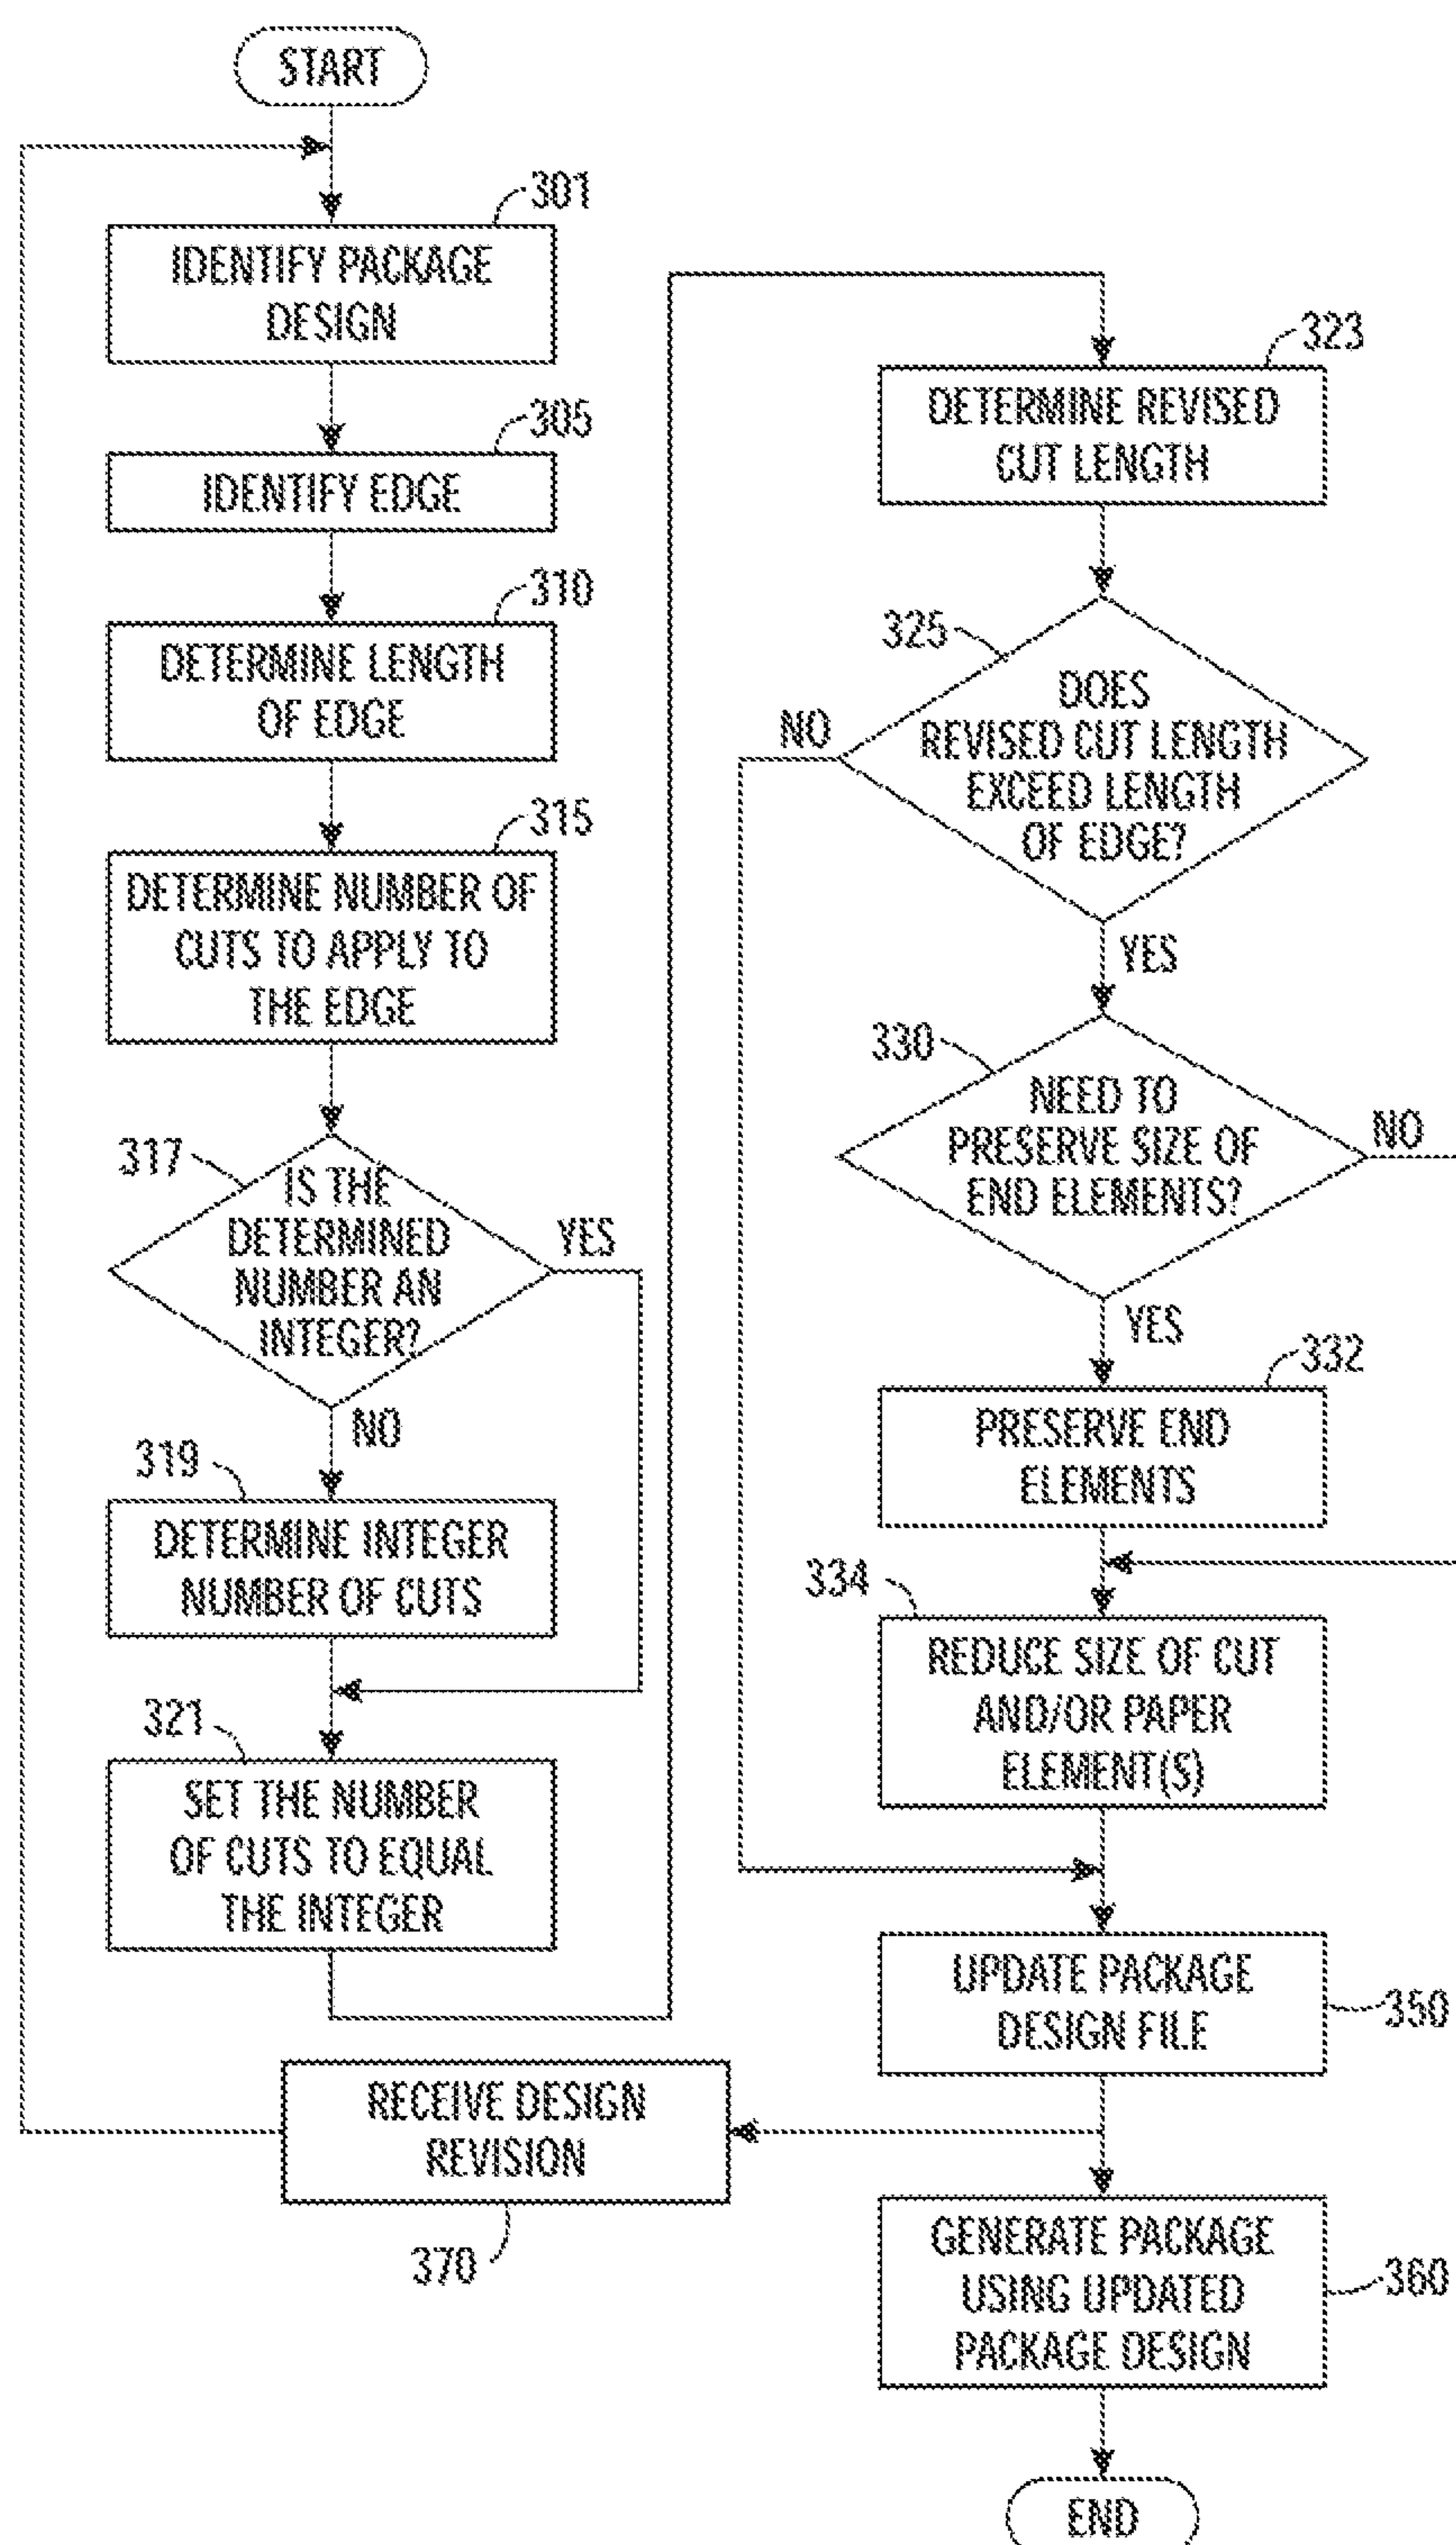 START
301
IDENTIFY PACKAGE
DESIGN
305
IDENTIFY EDGE
310
DETERMINE LENGTH
OF EDGE
315
DETERMINE NUMBER OF
CUTS TO APPLY TO
THE EDGE
317
IS THE
DETERMINED
NUMBER AN
INTEGER?
YES
NO
319
DETERMINE INTEGER
NUMBER OF CUTS
321
SET THE NUMBER
OF CUTS TO EQUAL
THE INTEGER
323
DETERMINE REVISED
CUT LENGTH
325
DOES
REVISED CUT LENGTH
EXCEED LENGTH
OF EDGE?
NO
YES
330
NEED TO
PRESERVE SIZE OF
END ELEMENTS?
NO
YES
332
PRESERVE END
ELEMENTS
334
REDUCE SIZE OF CUT
AND/OR PAPER
ELEMENT(S)
UPDATE PACKAGE
DESIGN FILE
350
RECEIVE DESIGN
REVISION
370
GENERATE PACKAGE
USING UPDATED
PACKAGE DESIGN
360
END